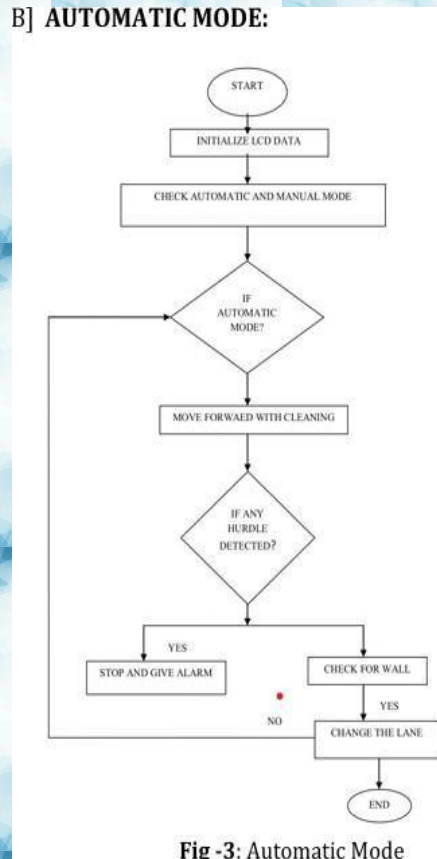 B] AUTOMATIC MODE:
START
INITIALIZE LCD DATA
CHECK AUTOMATIC AND MANUAL MODE
IF
AUTOMATIC
MODE?
MOVE FORWAED WITH CLEANING
IF ANY
HURDLE
DETECTED?
YES
STOP AND GIVE ALARM
CHECK FOR WALL
YES
NO
CHANGE THE LANE
END
Fig -3: Automatic Mode